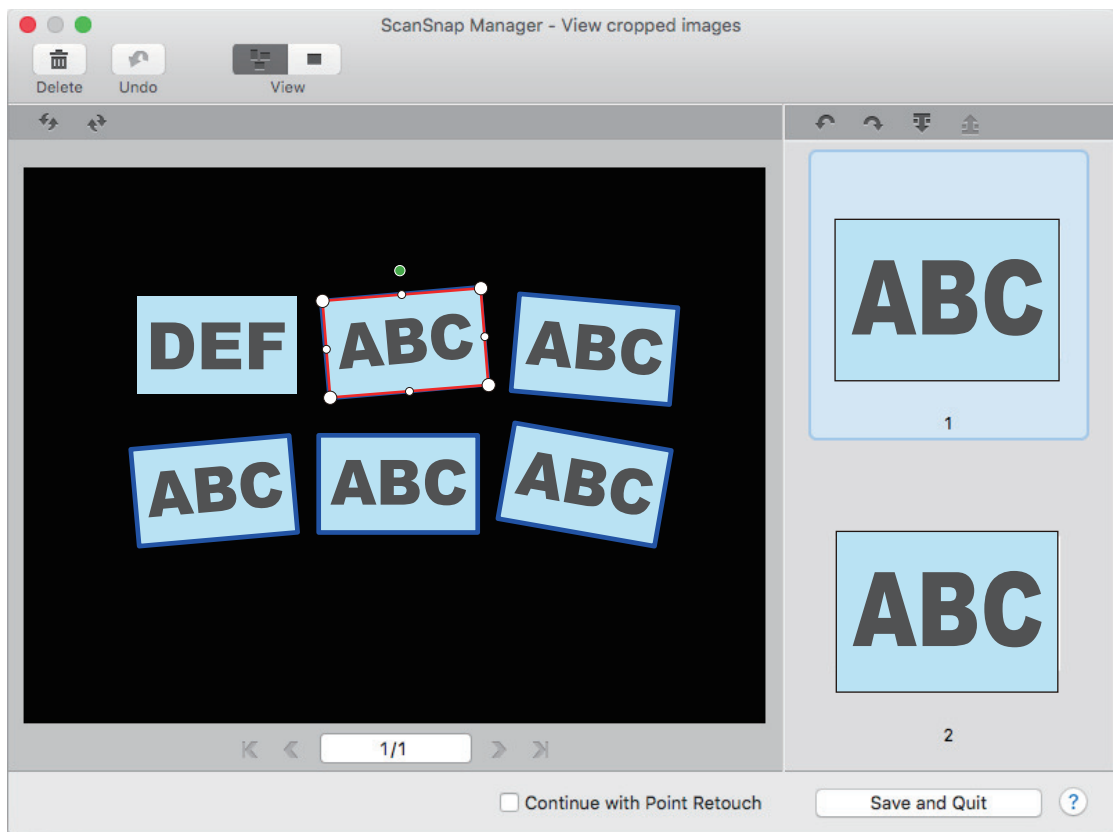 ScanSnap Manager - View cropped images
Delete Undo View
DEF ABC ABC
ABC ABC ABC
1/1
ABC
1
ABC
2
Continue with Point Retouch
Save and Quit
?